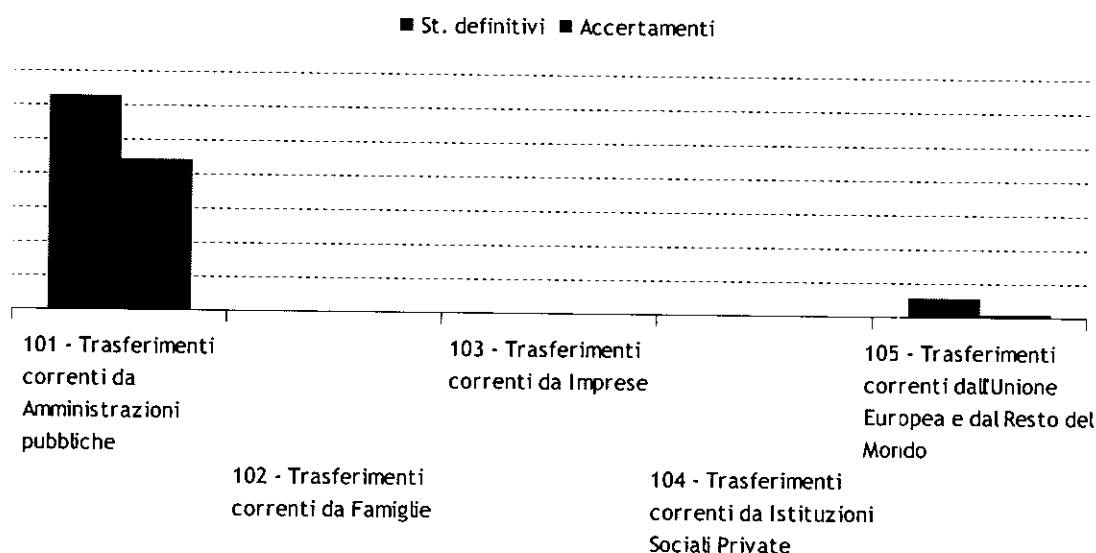 ■ St. definitivi ■ Accertamenti
101 - Trasferimenti
correnti da
Amministrazioni
pubbliche
102 - Trasferimenti
correnti da Famiglie
103 - Trasferimenti
correnti da Imprese
104 - Trasferimenti
correnti da Istituzioni
Sociali Private
105 - Trasferimenti
correnti dall'Unione
Europea e dal Resto del
Mondo